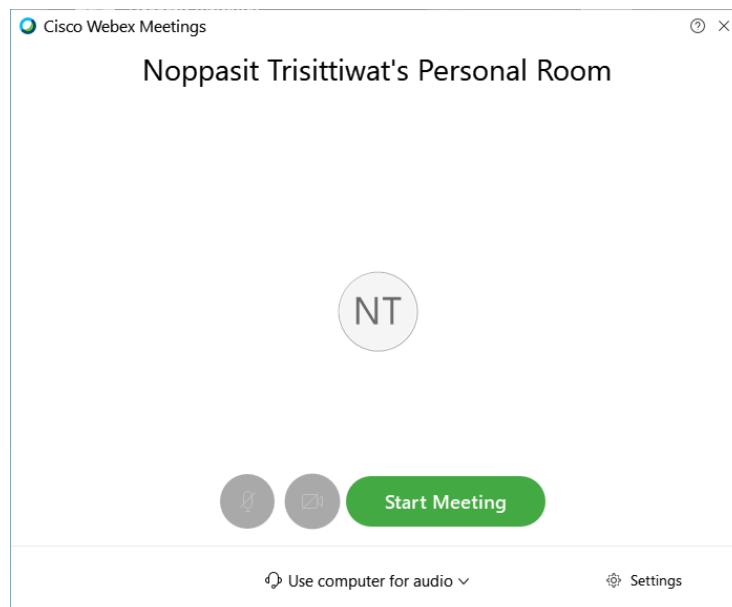 Cisco Webex Meetings
Noppasit Trisittiwat's Personal Room
NT
Start Meeting
Use computer for audio
Settings